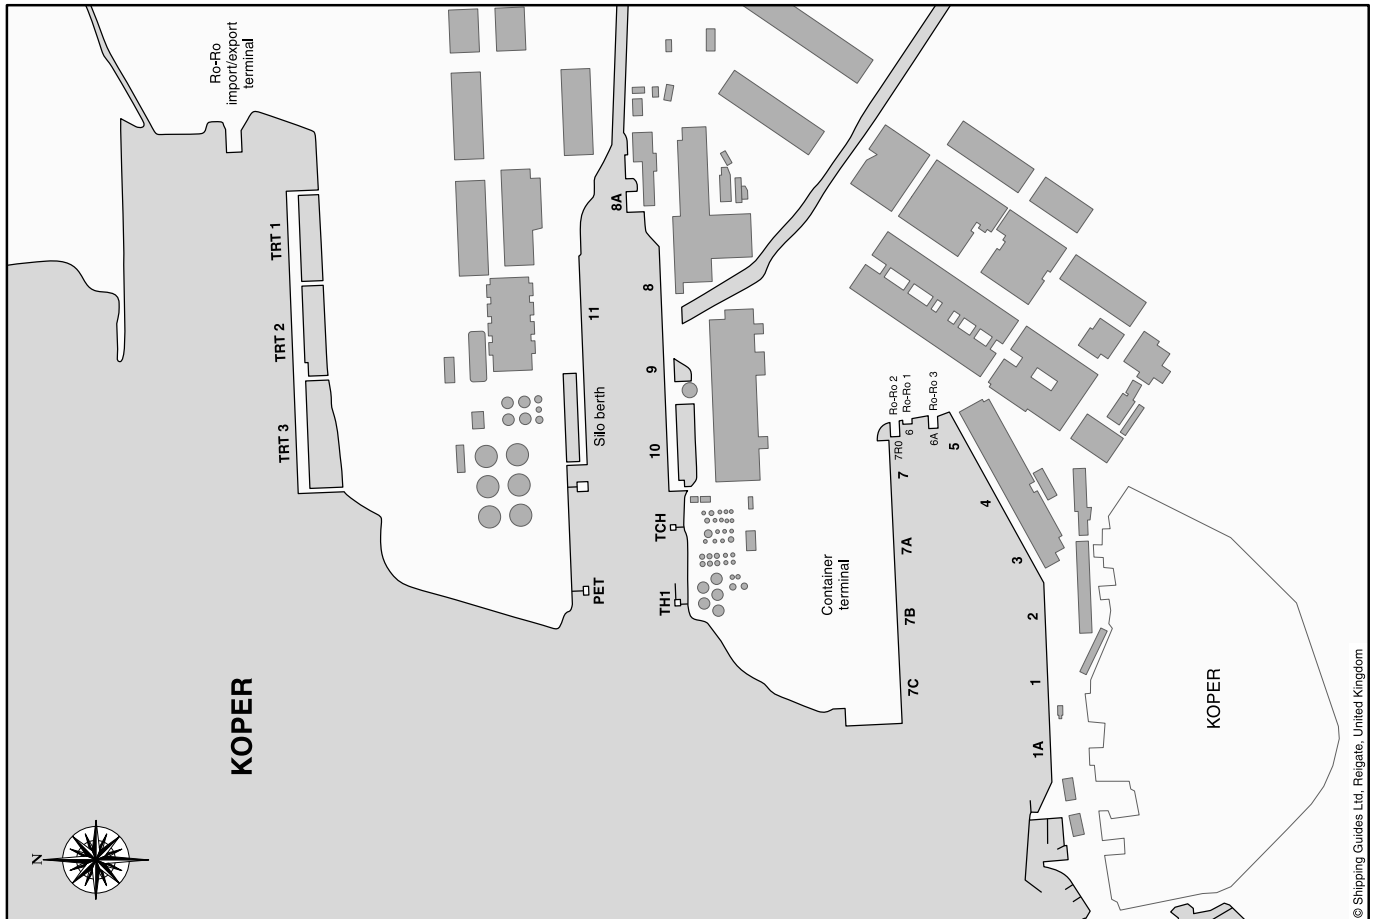 KOPER
N
Ro-Ro
import/export
terminal
TRT 1
TRT 2
TRT 3
8A
11
8
9
10
Silo berth
TCH
TH1
PET
Container
terminal
Ro-Ro 2
Ro-Ro 1
Ro-Ro 3
7R0
6
6A
7
7A
7B
7C
5
4
3
2
1
1A
KOPER
© Shipping Guides Ltd, Reigate, United Kingdom